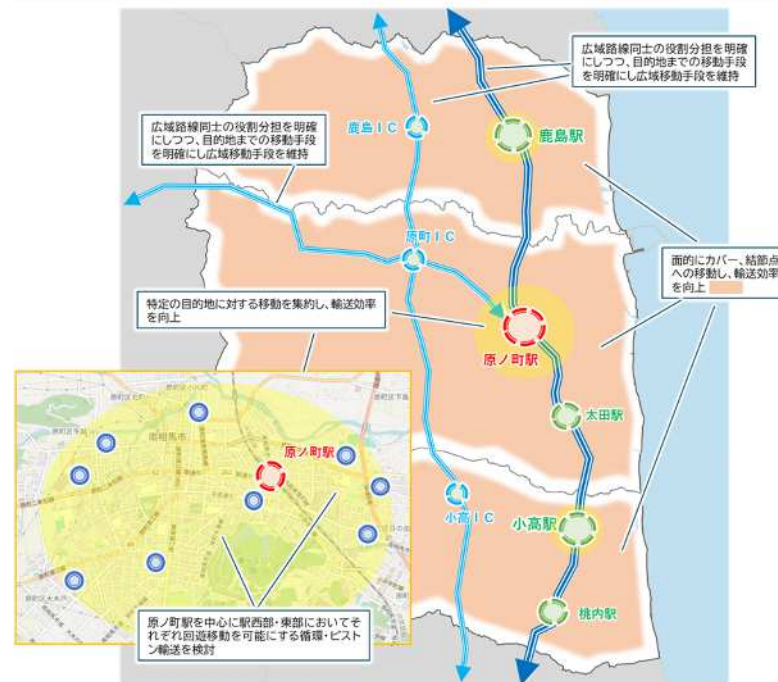 広域路線同士の役割分担を明確
にしつつ、目的地までの移動手段
を明確にし広域移動手段を維持
鹿島IC
鹿島駅
広域路線同士の役割分担を明確
にしつつ、目的地までの移動手段
を明確にし広域移動手段を維持
原町IC
面的にカバー、結節点
への移動し、輸送効率
を向上
特定の目的地に対する移動を集約し、輸送効率
を向上
原ノ町駅
太田駅
南相馬市
原ノ町駅
小高IC
小高駅
桃内駅
原ノ町駅を中心に駅西部・東部においてそ
れぞれ回遊移動を可能にする循環・ピスト
ン輸送を検討